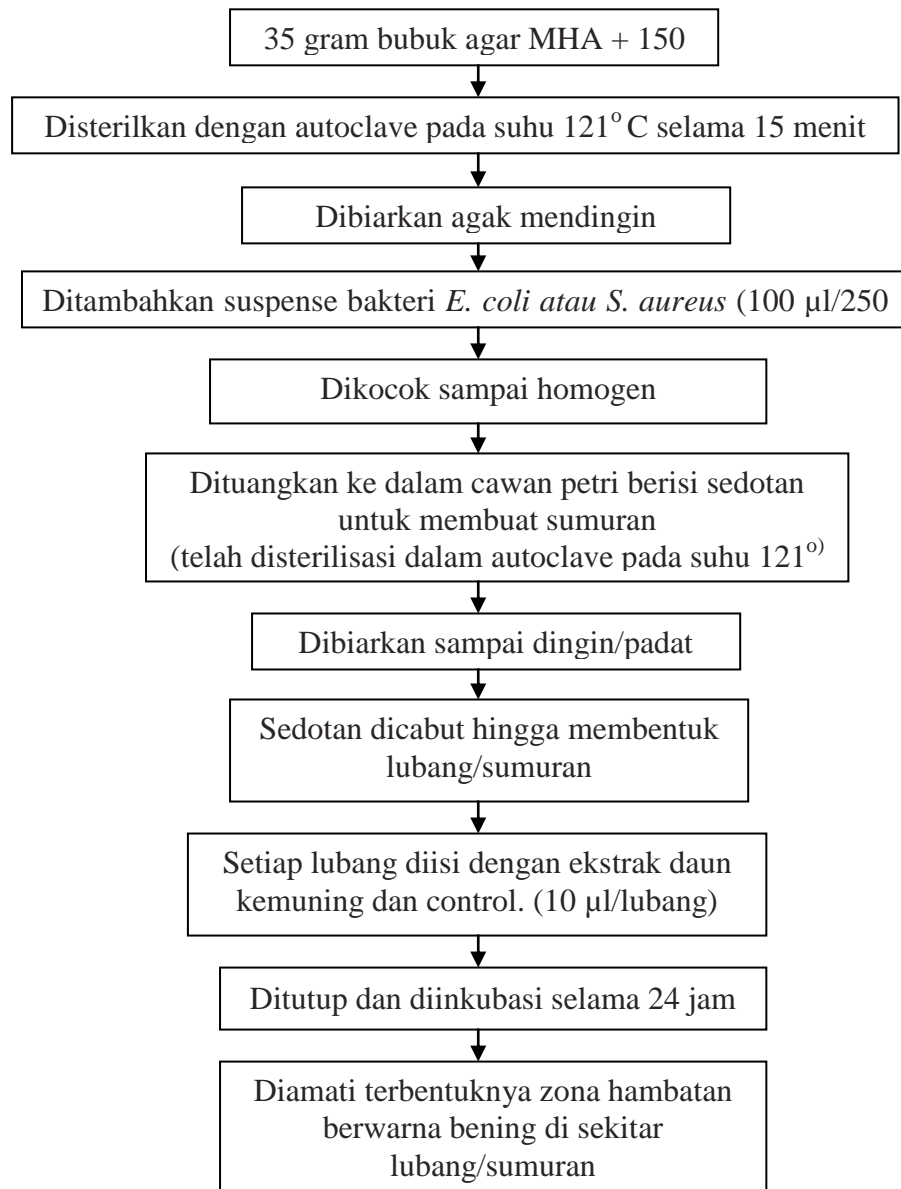 35 gram bubuk agar MHA + 150
Disterilkan dengan autoclave pada suhu 121° C selama 15 menit
Dibiarkan agak mendingin
Ditambahkan suspense bakteri E. coli atau S. aureus (100 µl/250
Dikocok sampai homogen
Dituangkan ke dalam cawan petri berisi sedotan
untuk membuat sumuran
(telah disterilisasi dalam autoclave pada suhu 121°)
Dibiarkan sampai dingin/padat
Sedotan dicabut hingga membentuk
lubang/sumuran
Setiap lubang diisi dengan ekstrak daun
kemuning dan control. (10 µl/lubang)
Ditutup dan diinkubasi selama 24 jam
Diamati terbentuknya zona hambatan
berwarna bening di sekitar
lubang/sumuran